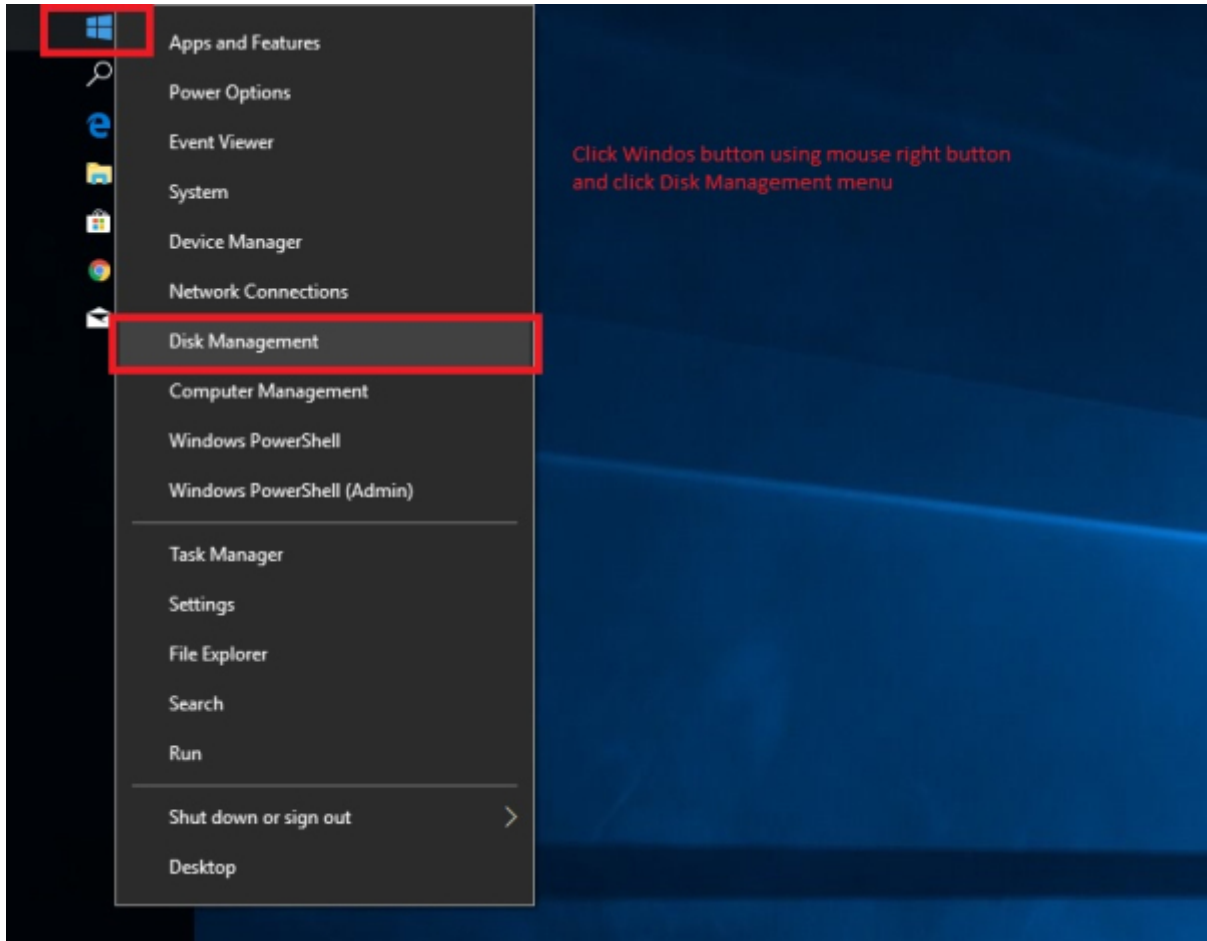 Apps and Features
Power Options
Event Viewer
System
Device Manager
Network Connections
Disk Management
Computer Management
Windows PowerShell
Windows PowerShell (Admin)
Task Manager
Settings
File Explorer
Search
Run
Shut down or sign out
Desktop
Click Windos button using mouse right button
and click Disk Management menu